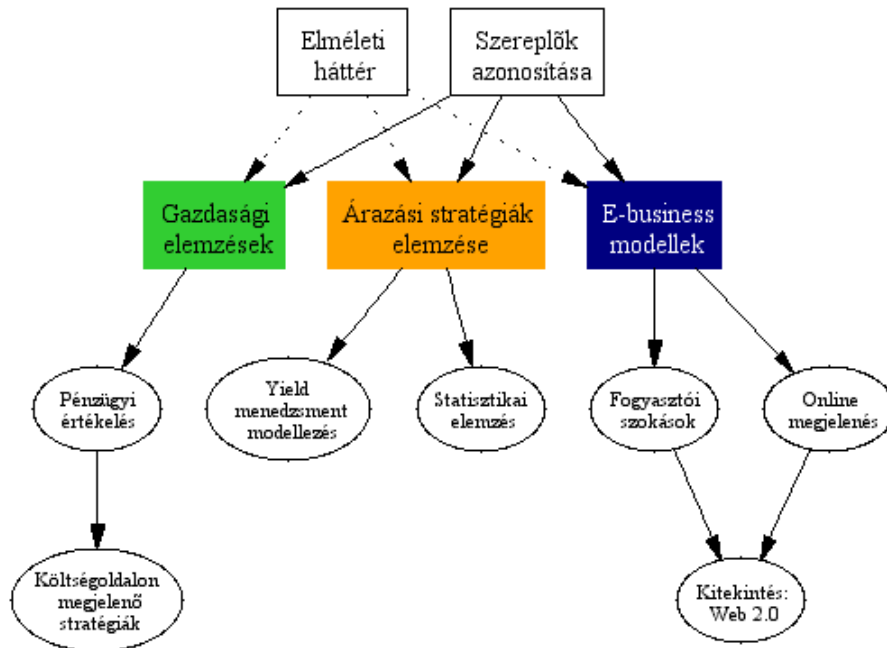 Elméleti
háttér
Szereplõk
azonosítása
Gazdasági
elemzések
Árazási stratégiák
elemzése
E-business
modellek
Pénzügyi
értékelés
Yield
menedzsment
modellezés
Statisztikai
elemzés
Fogyasztói
szokások
Online
megjelenés
Költségoldalon
megjelenő
stratégiák
Kitekintés:
Web 2.0